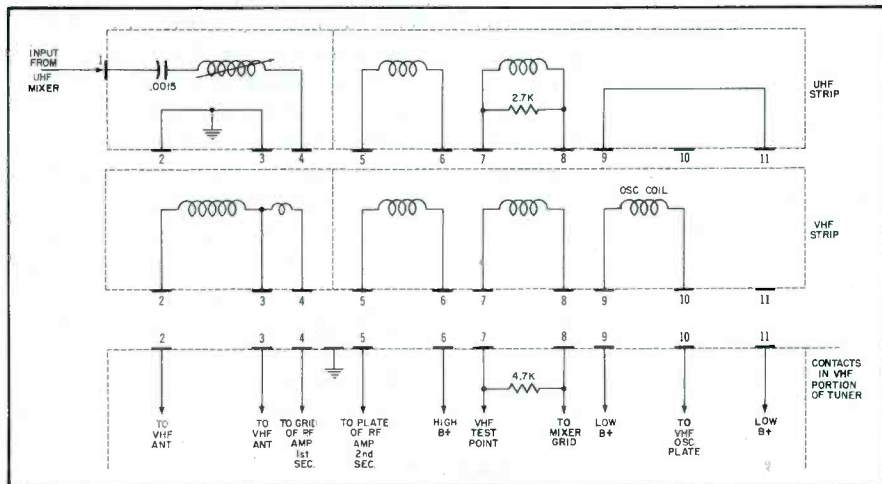 INPUT FROM
UHF
MIXER
1
.0015
2.7K
UHF
STRIP
2 3 4 5 6 7 8 9 10 11
OSC COIL
VHF
STRIP
2 3 4 5 6 7 8 9 10 11
2 3 4 5 6 7 8 9 10 11
4.7K
CONTACTS
IN VHF
PORTION
OF TUNER
TO
VHF
ANT
TO
VHF
ANT
TO GRID
OF RF
AMP
1st
SEC.
TO PLATE
OF RF
AMP
2nd
SEC.
HIGH
B+
VHF
TEST
POINT
TO
MIXER
GRID
LOW
B+
TO
VHF
OSC
PLATE
LOW
B+